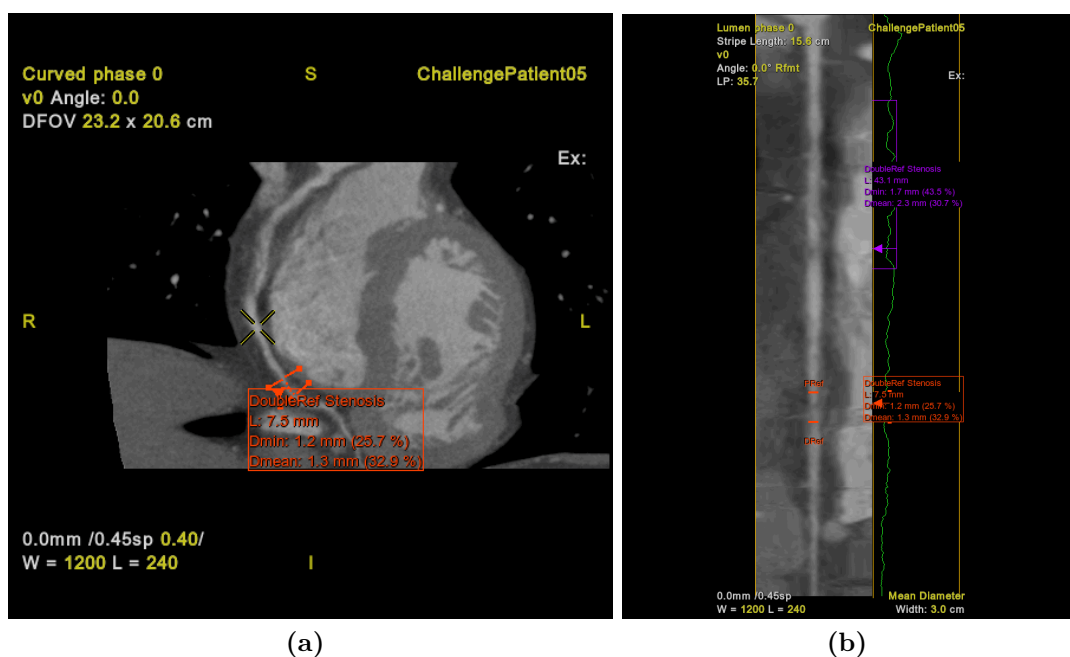 Curved phase 0 S ChallengePatient05
v0 Angle: 0.0
DFOV 23.2 x 20.6 cm
Ex:
R L
DoubleRef Stenosis
L: 7.5 mm
Dmin: 1.2 mm (25.7 %)
Dmean: 1.3 mm (32.9 %)
0.0mm /0.45sp 0.40/
W = 1200 L = 240 I
(a)
Lumen phase 0 ChallengePatient05
Stripe Length: 15.6 cm
v0
Angle: 0.0° Rfmt
Ex:
LP: 35.7
DoubleRef Stenosis
L: 43.1 mm
Dmin: 1.7 mm (43.5 %)
Dmean: 2.3 mm (30.7 %)
PRef
DoubleRef Stenosis
L: 7.5 mm
Dmin: 1.2 mm (25.7 %)
Dmean: 1.3 mm (32.9 %)
DRef
0.0mm /0.45sp Mean Diameter
W = 1200 L = 240 Width: 3.0 cm
(b)